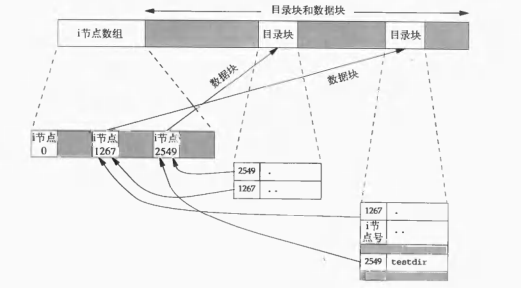 目录块和数据块
i节点数组
目录块
目录块
数据块
数据块
i节点
0
i节点
1267
i节点
2549
2549 .
1267 ..
1267 .
i节
点号 ..
2549 testdir